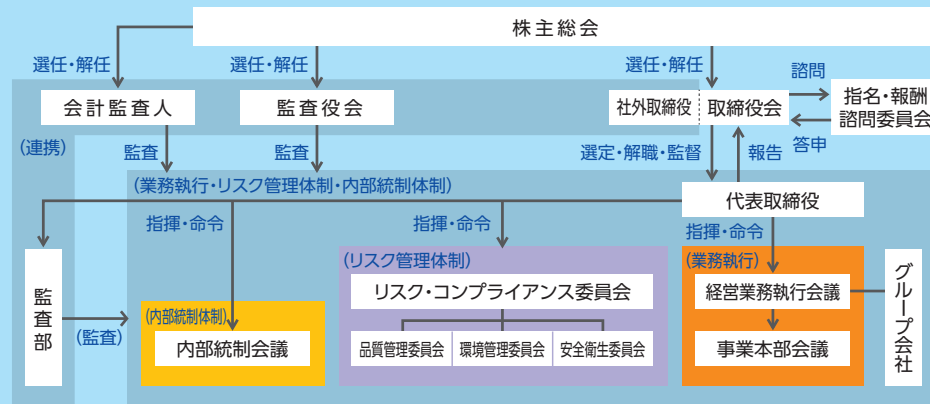 株主総会
選任・解任
選任・解任
選任・解任
諮問
会計監査人
監査役会
社外取締役
取締役会
指名・報酬
諮問委員会
答申
(連携)
監査
監査
選定・解職・監督
報告
(業務執行・リスク管理体制・内部統制体制)
代表取締役
指揮・命令
指揮・命令
指揮・命令
監査部
(監査)
(内部統制体制)
内部統制会議
(リスク管理体制)
リスク・コンプライアンス委員会
品質管理委員会
環境管理委員会
安全衛生委員会
(業務執行)
経営業務執行会議
事業本部会議
グループ会社